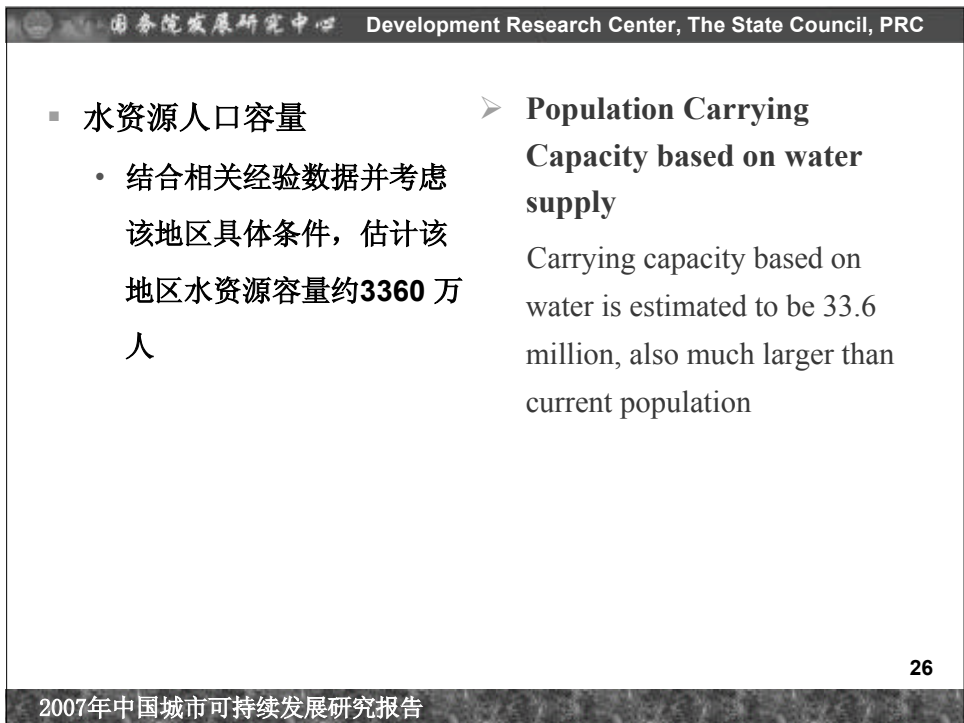 国务院发展研究中心 Development Research Center, The State Council, PRC
▪ 水资源人口容量
• 结合相关经验数据并考虑
该地区具体条件，估计该
地区水资源容量约3360 万
人
➢ Population Carrying
Capacity based on water
supply
Carrying capacity based on
water is estimated to be 33.6
million, also much larger than
current population
26
2007年中国城市可持续发展研究报告